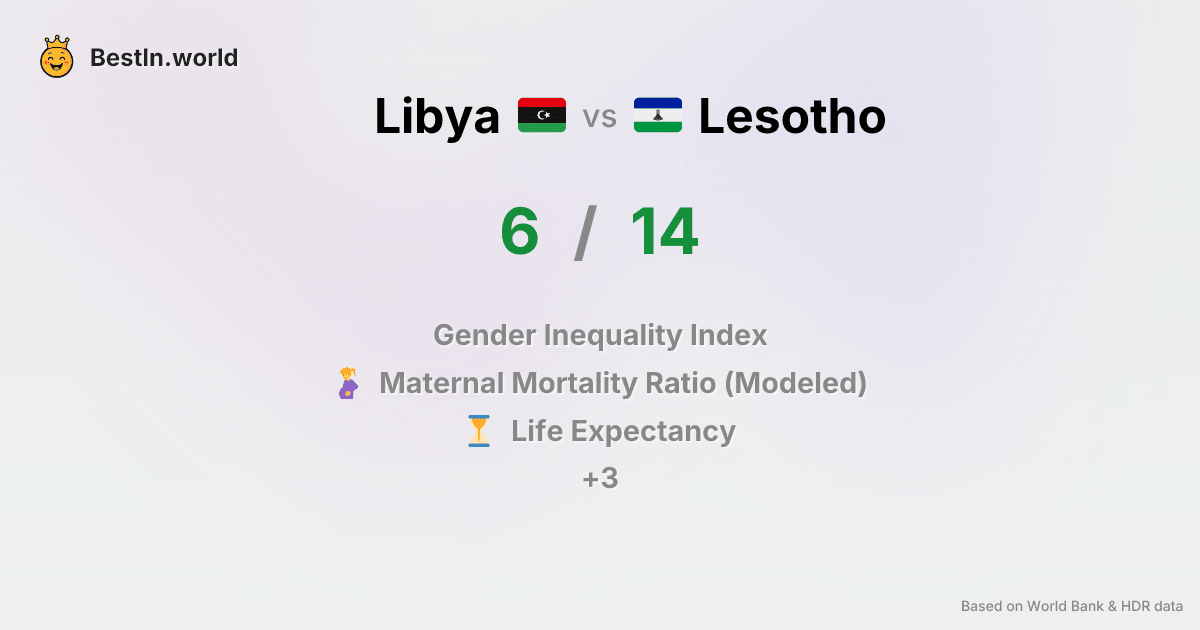 BestIn.world
Libya vs Lesotho
6 / 14
Gender Inequality Index
Maternal Mortality Ratio (Modeled)
Life Expectancy
+3
Based on World Bank & HDR data